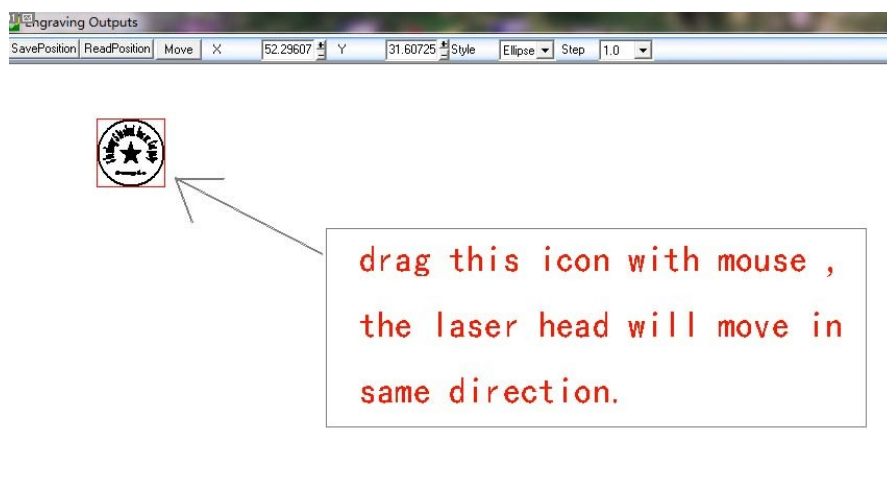 Engraving Outputs
SavePosition ReadPosition Move X 52.29607 Y 31.60725 Style Ellipse Step 1.0
drag this icon with mouse ,
the laser head will move in
same direction.